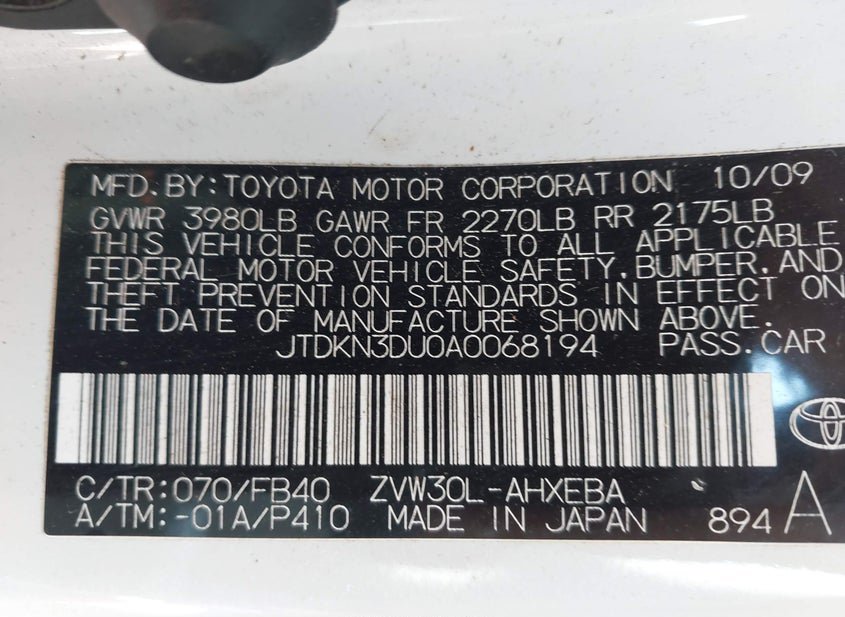 MFD.BY:TOYOTA MOTOR CORPORATION 10/09
GVWR 3980LB GAWR FR 2270LB RR 2175LB
THIS VEHICLE CONFORMS TO ALL APPLICABLE
FEDERAL MOTOR VEHICLE SAFETY,BUMPER,AND
THEFT PREVENTION STANDARDS IN EFFECT ON
THE DATE OF MANUFACTURE SHOWN ABOVE.
JTDKN3DU0A0068194 PASS.CAR
C/TR:070/FB40 ZVW30L-AHXEBA
A/TM:-01A/P410 MADE IN JAPAN 894 A